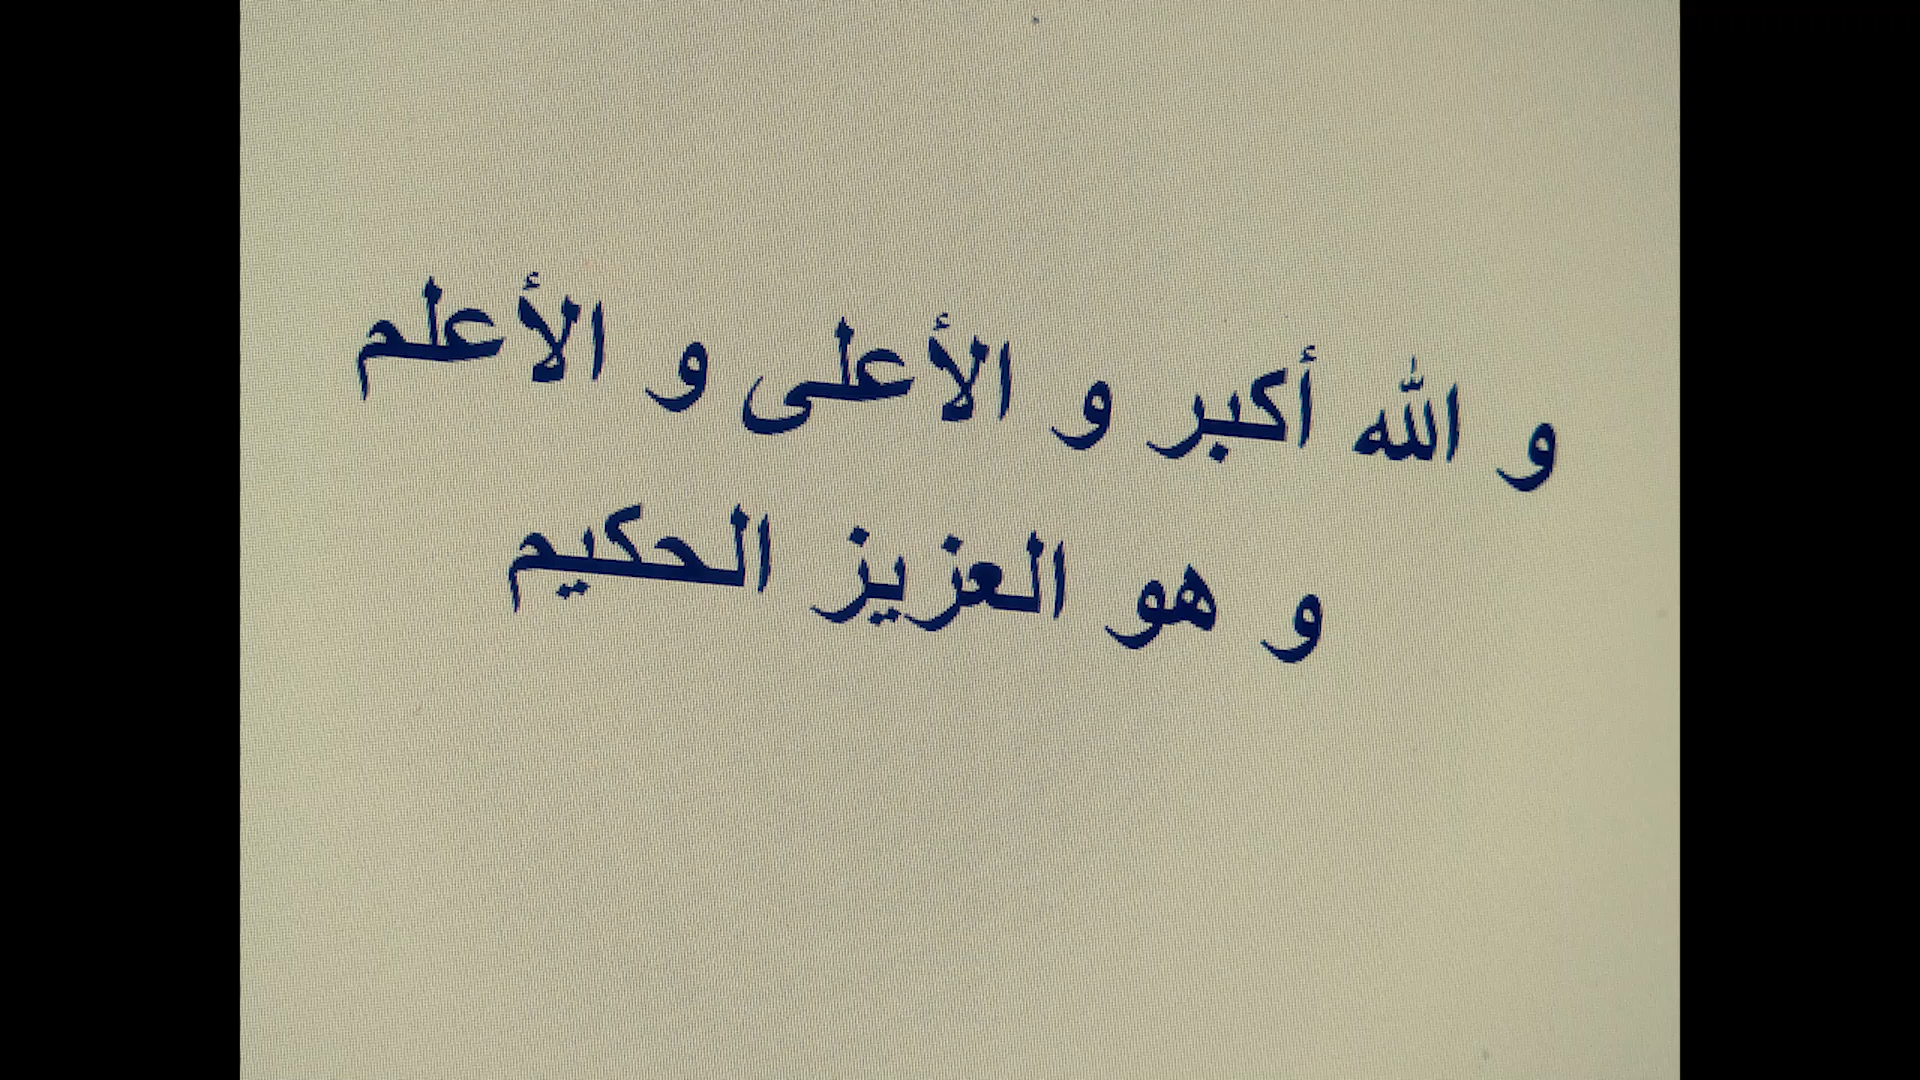 و الله أكبر و الأعلى و الأعلم
و هو العزيز الحكيم